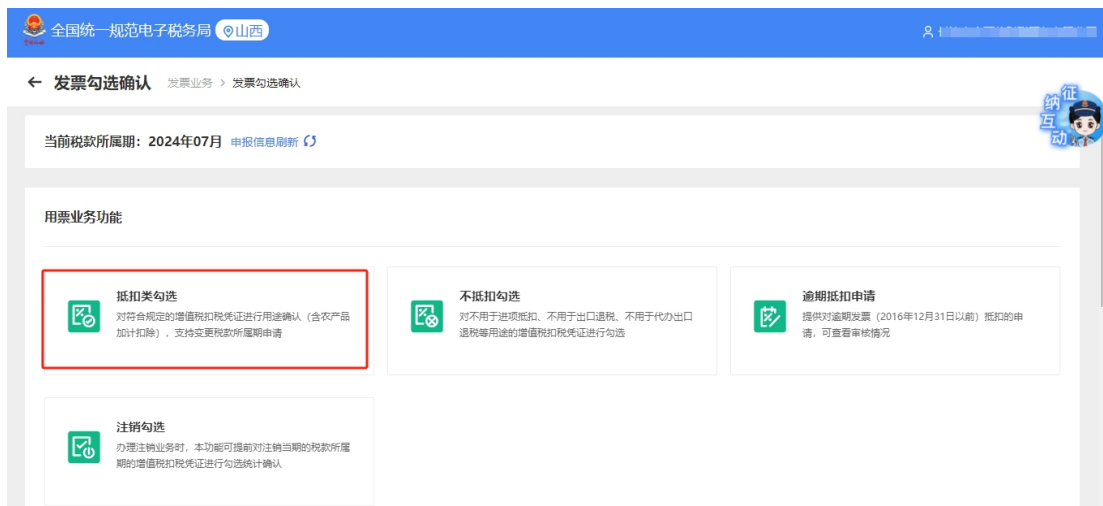 全国统一规范电子税务局 山西
← 发票勾选确认 发票业务 > 发票勾选确认
征纳互动
当前税款所属期：2024年07月 申报信息刷新
用票业务功能
抵扣类勾选
对符合规定的增值税扣税凭证进行用途确认（含农产品
加计扣除），支持变更税款所属期申请
不抵扣勾选
对不用于进项抵扣、不用于出口退税、不用于代办出口
退税等用途的增值税扣税凭证进行勾选
逾期抵扣申请
提供对逾期发票（2016年12月31日以前）抵扣的申
请，可查看审核情况
注销勾选
办理注销业务时，本功能可提前对注销当期的税款所属
期的增值税扣税凭证进行勾选统计确认